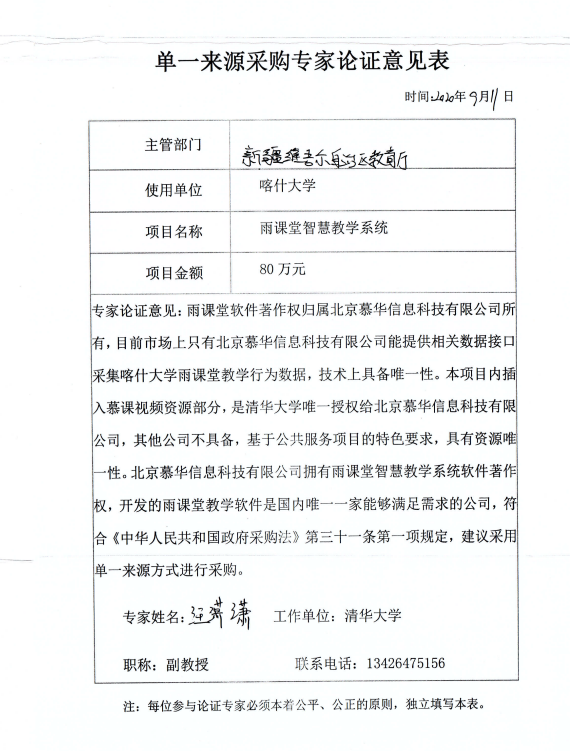 单一来源采购专家论证意见表
时间:2020年9月11日
主管部门 新疆维吾尔自治区教育厅
使用单位 喀什大学
项目名称 雨课堂智慧教学系统
项目金额 80万元
专家论证意见:雨课堂软件著作权归属北京慕华信息科技有限公司所
有,目前市场上只有北京慕华信息科技有限公司能提供相关数据接口
采集喀什大学雨课堂教学行为数据,技术上具备唯一性。本项目内插
入慕课视频资源部分,是清华大学唯一授权给北京慕华信息科技有限
公司,其他公司不具备,基于公共服务项目的特色要求,具有资源唯
一性。北京慕华信息科技有限公司拥有雨课堂智慧教学系统软件著作
权,开发的雨课堂教学软件是国内唯一一家能够满足需求的公司,符
合《中华人民共和国政府采购法》第三十一条第一项规定,建议采用
单一来源方式进行采购。
专家姓名: 工作单位:清华大学
职称:副教授 联系电话:13426475156
注:每位参与论证专家必须本着公平、公正的原则,独立填写本表。